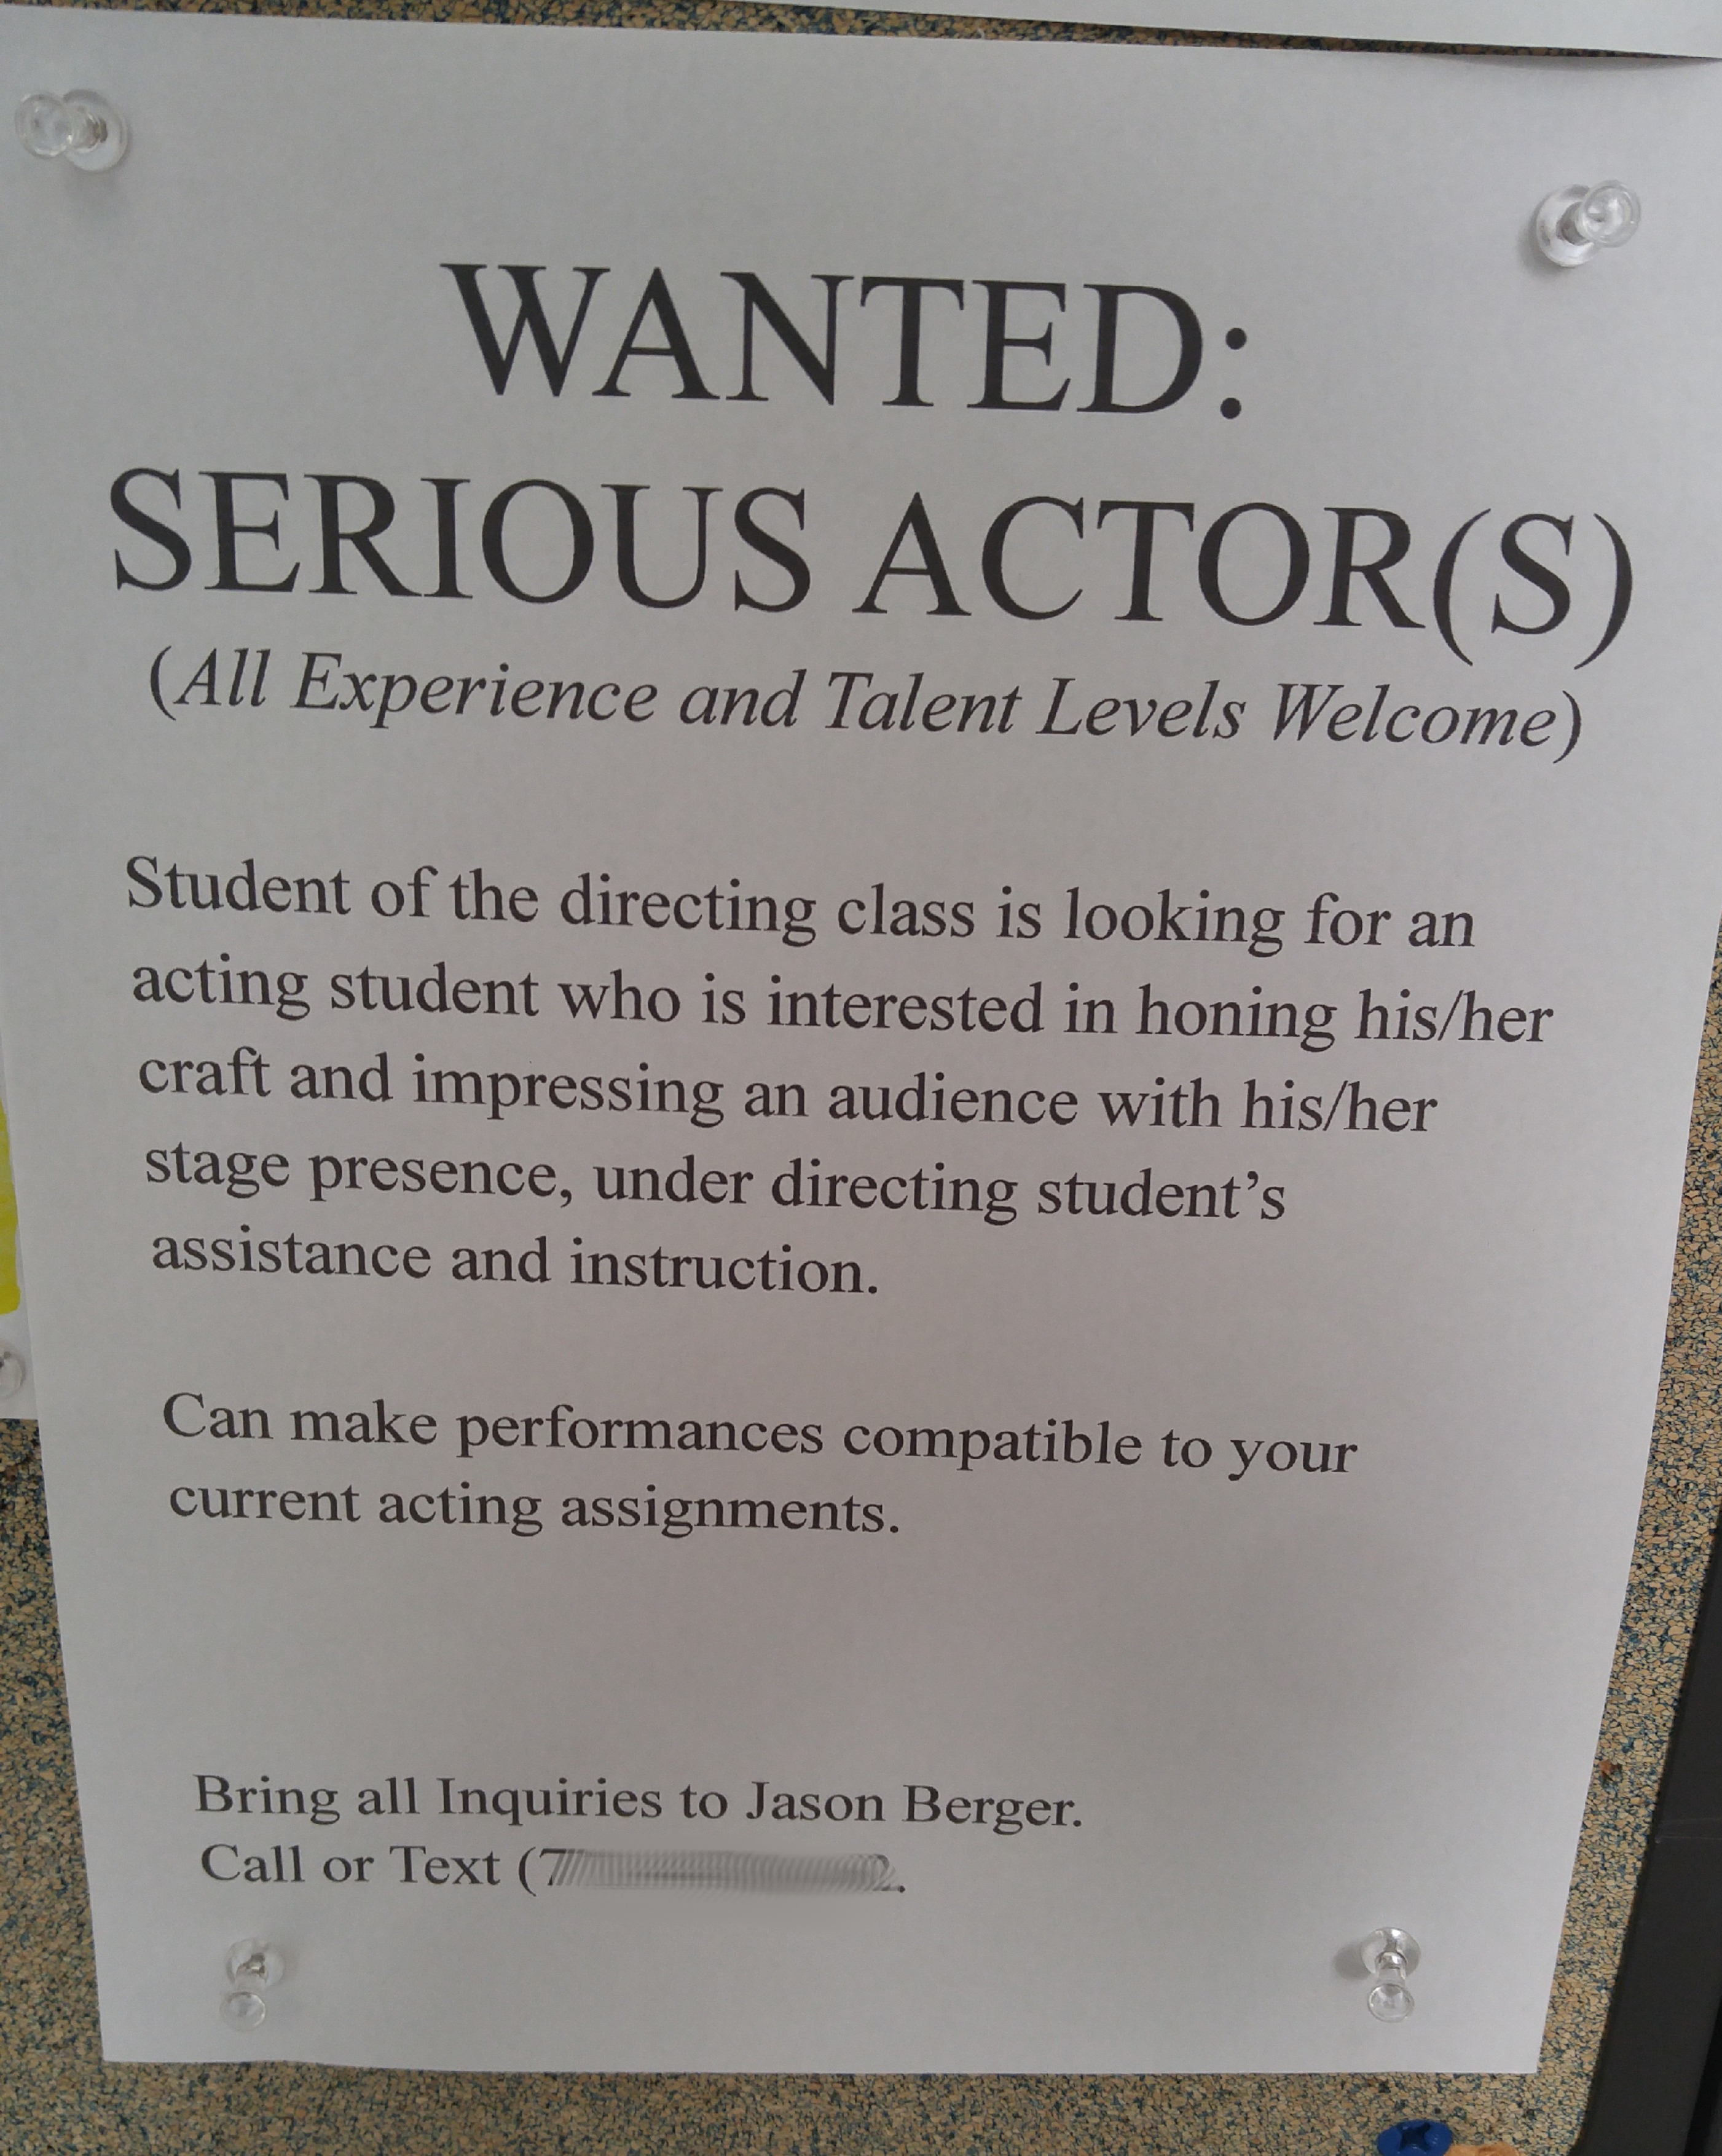 WANTED:
SERIOUS ACTOR(S)
(All Experience and Talent Levels Welcome)
Student of the directing class is looking for an
acting student who is interested in honing his/her
craft and impressing an audience with his/her
stage presence, under directing student’s
assistance and instruction.
Can make performances compatible to your
current acting assignments.
Bring all Inquiries to Jason Berger.
Call or Text (7